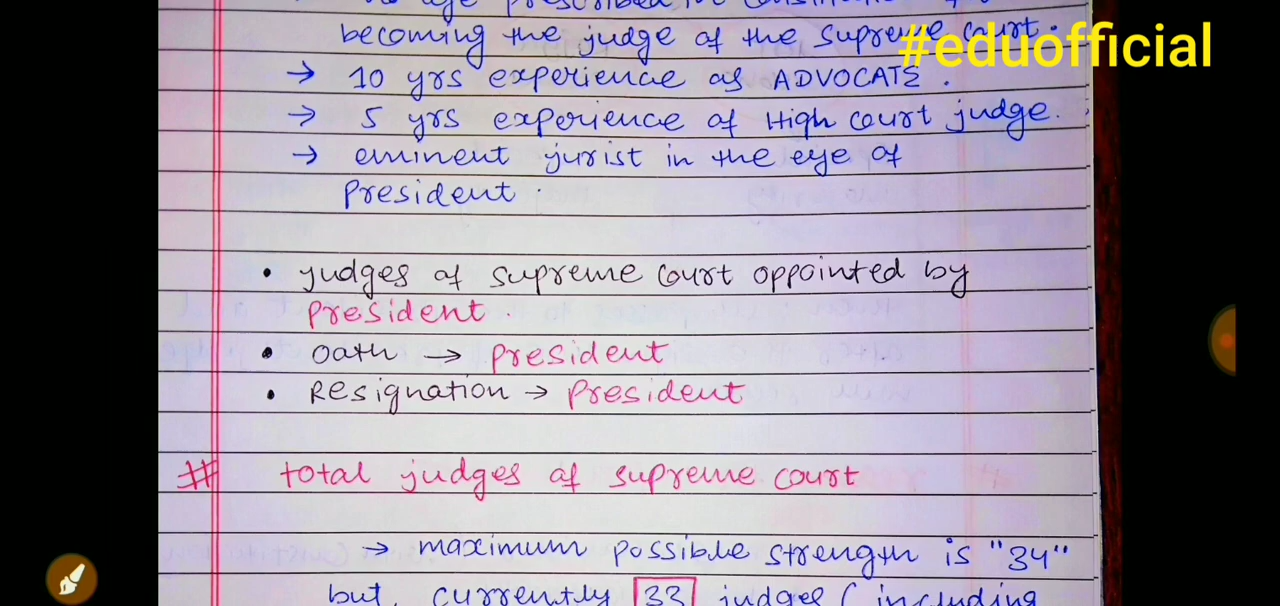 #eduofficial
becoming the judge of the supreme court.
→ 10 yrs experience as ADVOCATE.
→ 5 yrs experience of High court judge.
→ eminent jurist in the eye of
President.
• judges of supreme court oppointed by
President.
• oath → President
• Resignation → President
# total judges of supreme court
→ maximum possible strength is "34"
but, currently 33 judges (including